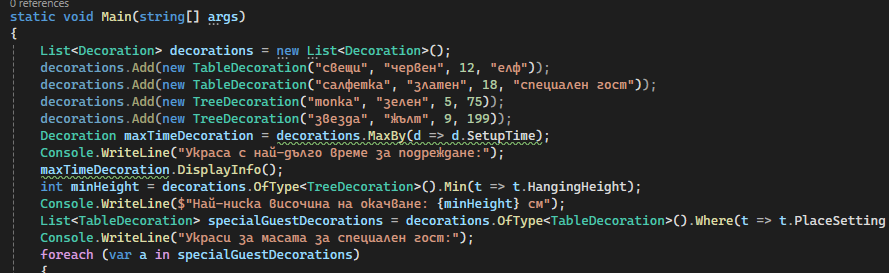 0 references
static void Main(string[] args)
{
List<Decoration> decorations = new List<Decoration>();
decorations.Add(new TableDecoration("свещи", "червен", 12, "елф"));
decorations.Add(new TableDecoration("салфетка", "златен", 18, "специален гост"));
decorations.Add(new TreeDecoration("топка", "зелен", 5, 75));
decorations.Add(new TreeDecoration("звезда", "жълт", 9, 199));
Decoration maxTimeDecoration = decorations.MaxBy(d => d.SetupTime);
Console.WriteLine("Украса с най-дълго време за подреждане:");
maxTimeDecoration.DisplayInfo();
int minHeight = decorations.OfType<TreeDecoration>().Min(t => t.HangingHeight);
Console.WriteLine($"Най-ниска височина на окачване: {minHeight} см");
List<TableDecoration> specialGuestDecorations = decorations.OfType<TableDecoration>().Where(t => t.PlaceSetting
Console.WriteLine("Украси за масата за специален гост:");
foreach (var a in specialGuestDecorations)
{